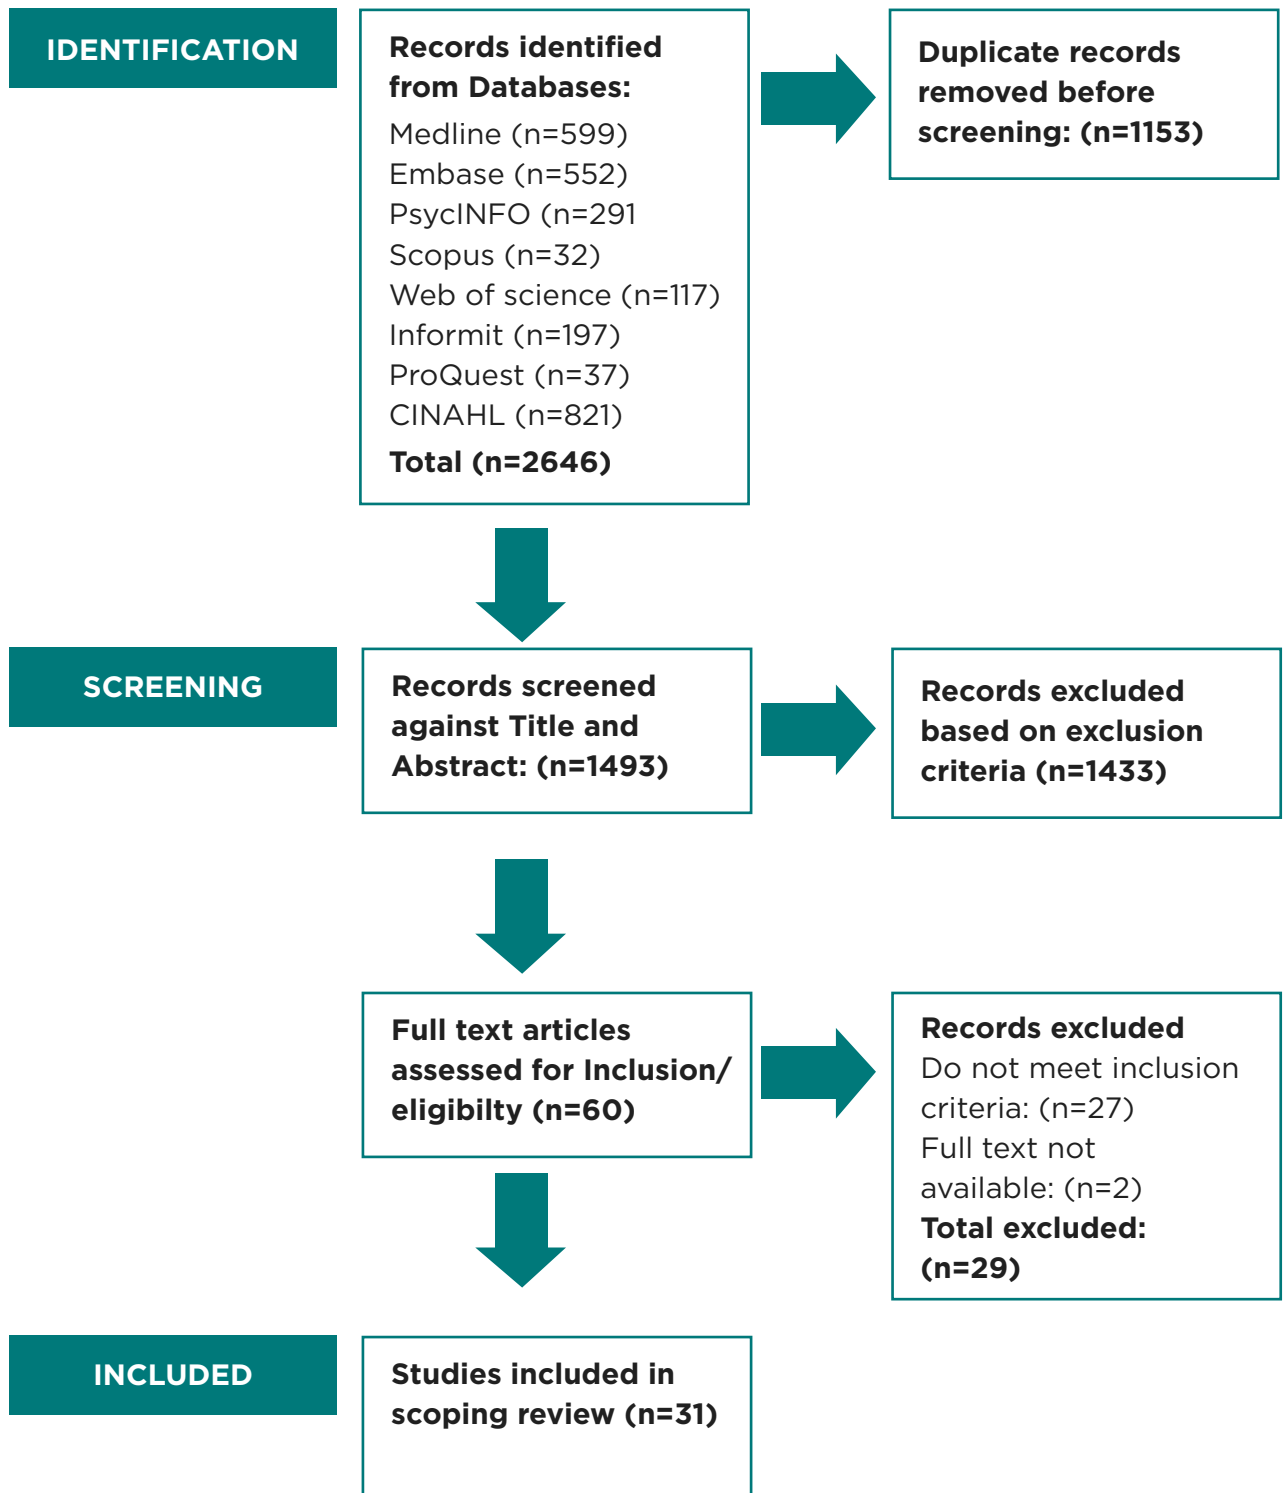 IDENTIFICATION
Records identified
from Databases:
Medline (n=599)
Embase (n=552)
PsycINFO (n=291
Scopus (n=32)
Web of science (n=117)
Informit (n=197)
ProQuest (n=37)
CINAHL (n=821)
Total (n=2646)
Duplicate records
removed before
screening: (n=1153)
SCREENING
Records screened
against Title and
Abstract: (n=1493)
Records excluded
based on exclusion
criteria (n=1433)
Full text articles
assessed for Inclusion/
eligibilty (n=60)
Records excluded
Do not meet inclusion
criteria: (n=27)
Full text not
available: (n=2)
Total excluded:
(n=29)
INCLUDED
Studies included in
scoping review (n=31)